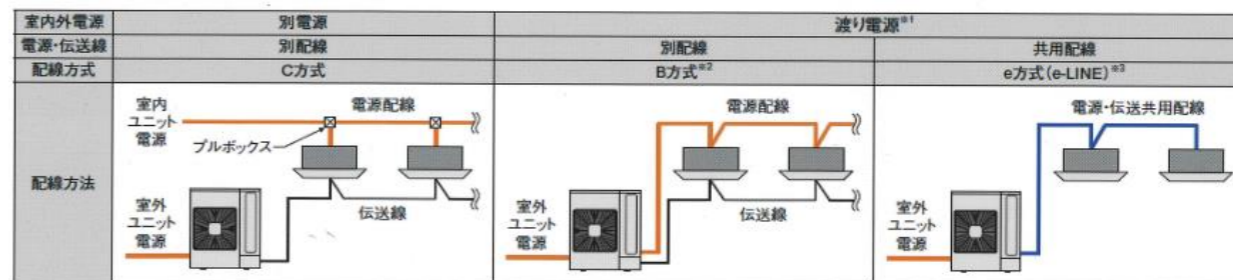 室内外電源 別電源 渡り電源※1
電源・伝送線 別配線 別配線 共用配線
配線方式 C方式 B方式※2 e方式(e-LINE)※3
配線方法
室内
ユニット
電源
電源配線
プルボックス
伝送線
室外
ユニット
電源
電源配線
伝送線
室外
ユニット
電源
電源・伝送共用配線
室外
ユニット
電源